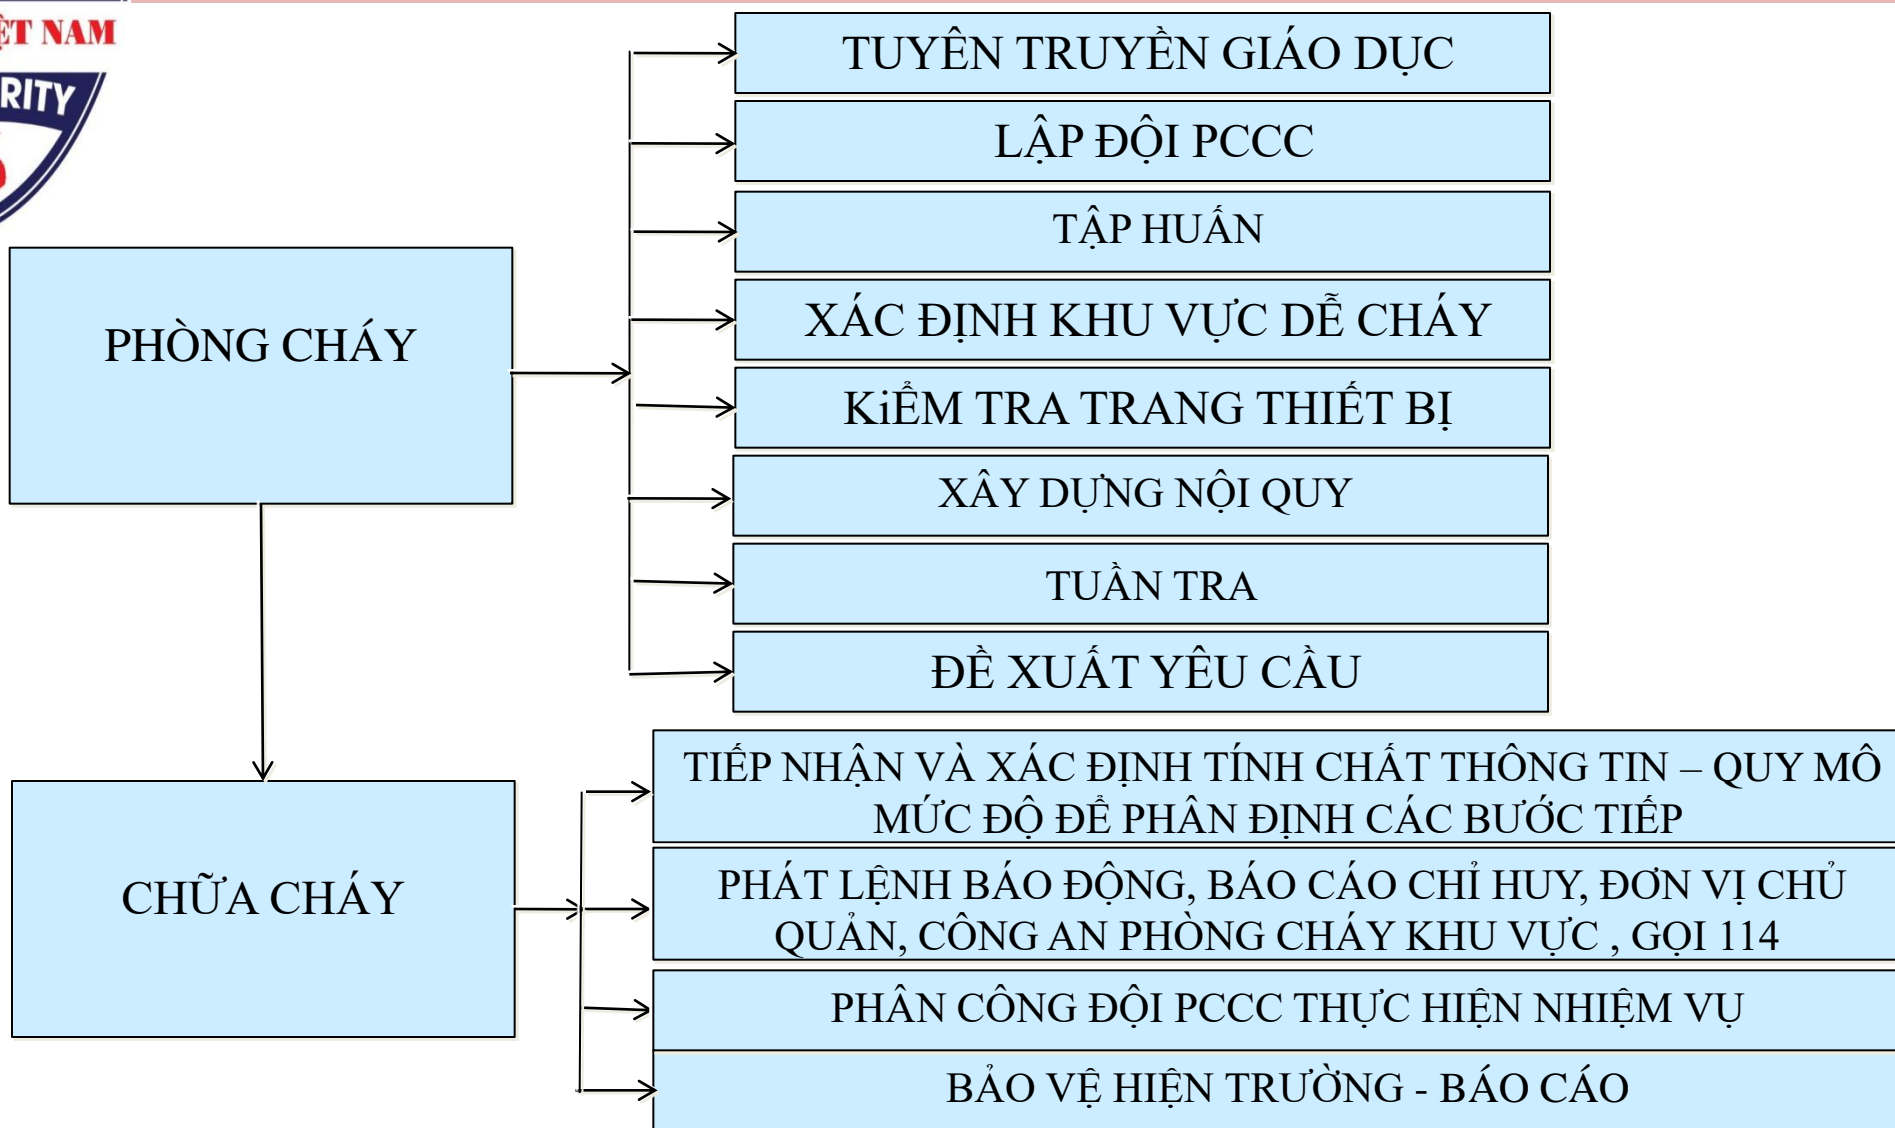 NAM
TUYÊN TRUYỀN GIÁO DỤC
LẬP ĐỘI PCCC
TẬP HUẤN
XÁC ĐỊNH KHU VỰC DỄ CHÁY
PHÒNG CHÁY
KiỂM TRA TRANG THIẾT BỊ
XÂY DỰNG NỘI QUY
TUẦN TRA
ĐỀ XUẤT YÊU CẦU
TIẾP NHẬN VÀ XÁC ĐỊNH TÍNH CHẤT THÔNG TIN – QUY MÔ
MỨC ĐỘ ĐỂ PHÂN ĐỊNH CÁC BƯỚC TIẾP
CHỮA CHÁY
PHÁT LỆNH BÁO ĐỘNG, BÁO CÁO CHỈ HUY, ĐƠN VỊ CHỦ
QUẢN, CÔNG AN PHÒNG CHÁY KHU VỰC , GỌI 114
PHÂN CÔNG ĐỘI PCCC THỰC HIỆN NHIỆM VỤ
BẢO VỆ HIỆN TRƯỜNG - BÁO CÁO